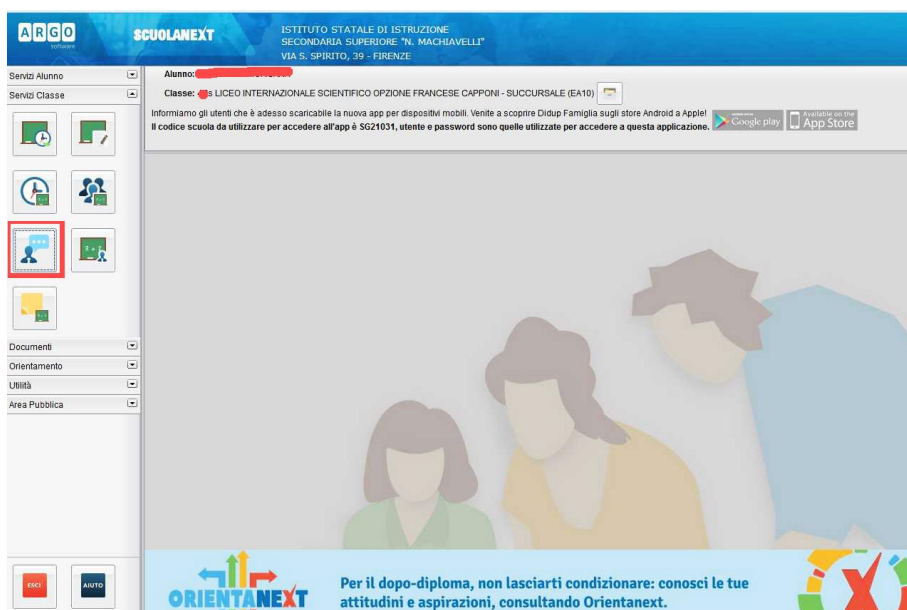 ARGO
software
SCUOLANEXT
ISTITUTO STATALE DI ISTRUZIONE
SECONDARIA SUPERIORE "N. MACHIAVELLI"
VIA S. SPIRITO, 39 - FIRENZE
Servizi Alunno
Servizi Classe
Documenti
Orientamento
Utilità
Area Pubblica
ESCI
AIUTO
Alunno:
Classe: LICEO INTERNAZIONALE SCIENTIFICO OPZIONE FRANCESE CAPPONI - SUCCURSALE (EA10)
Informiamo gli utenti che è adesso scaricabile la nuova app per dispositivi mobili. Venite a scoprire Didup Famiglia sugli store Android a Apple!
Il codice scuola da utilizzare per accedere all'app è SG21031, utente e password sono quelle utilizzate per accedere a questa applicazione.
Google play
Available on the
App Store
ORIENTANEXT
Per il dopo-diploma, non lasciarti condizionare: conosci le tue
attitudini e aspirazioni, consultando Orientanext.